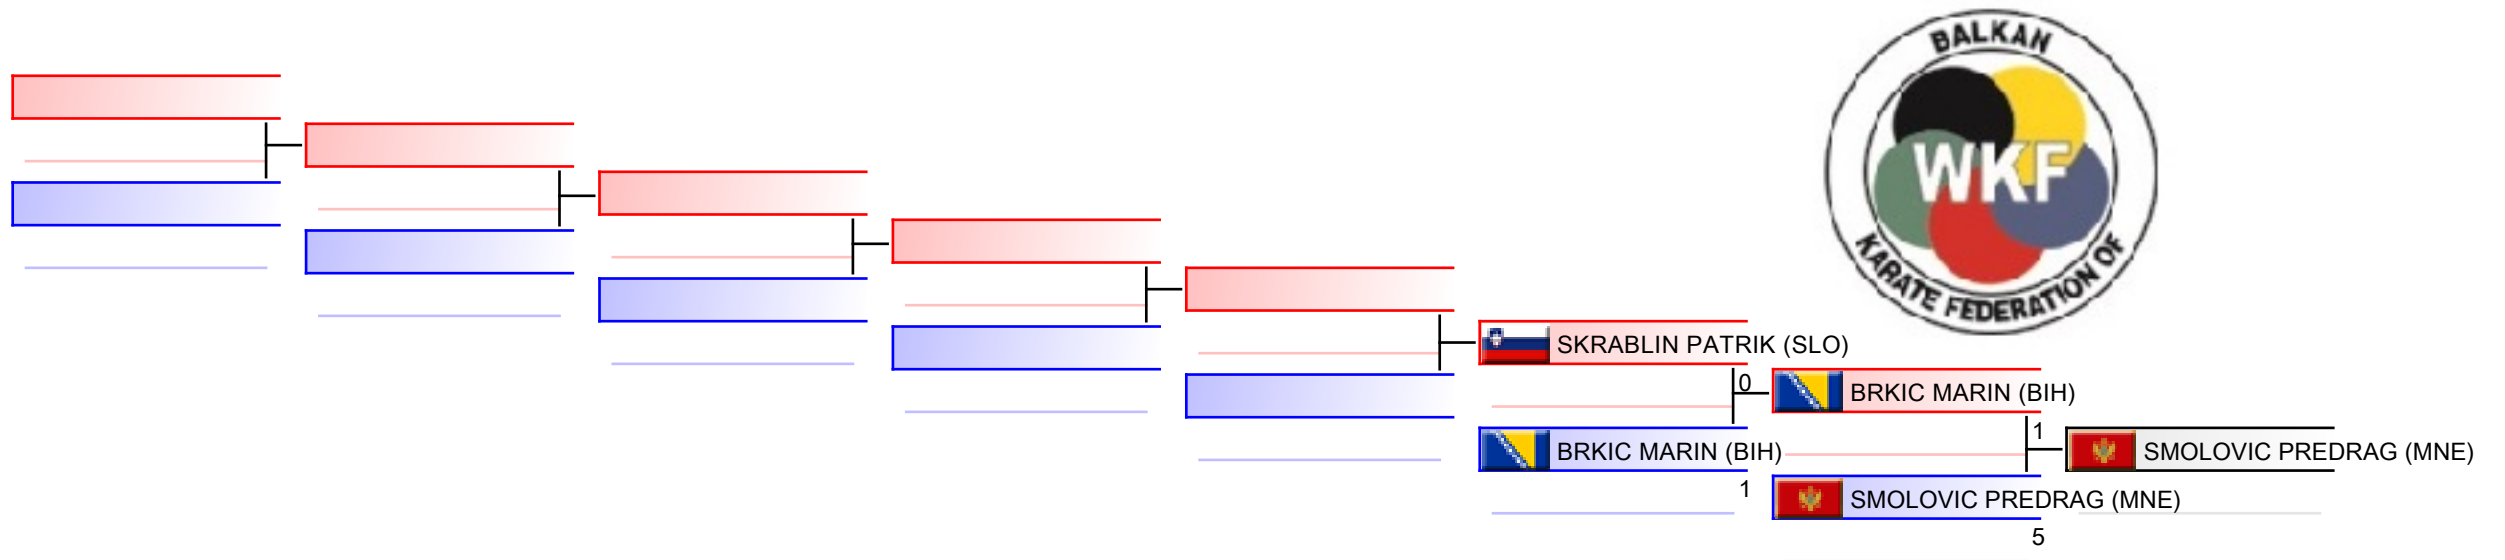 BALKAN
WKF
KARATE FEDERATION OF
SKRABLIN PATRIK (SLO)
0
BRKIC MARIN (BIH)
BRKIC MARIN (BIH)
1
1
SMOLOVIC PREDRAG (MNE)
SMOLOVIC PREDRAG (MNE)
5